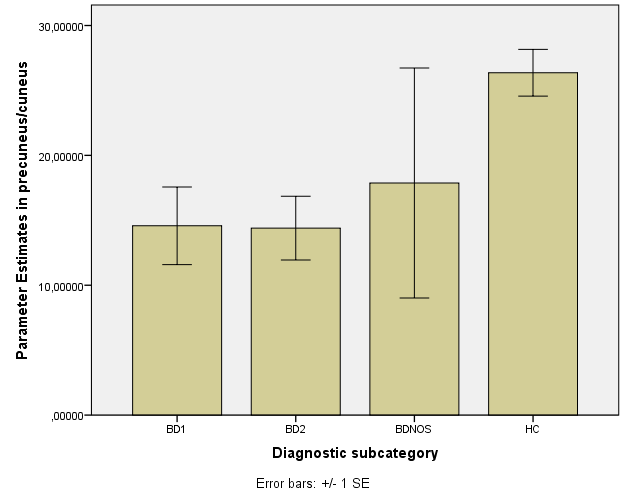 Parameter Estimates in precuneus/cuneus
30,00000
20,00000
10,00000
,00000
BD1
BD2
BDNOS
HC
Diagnostic subcategory
Error bars: +/- 1 SE